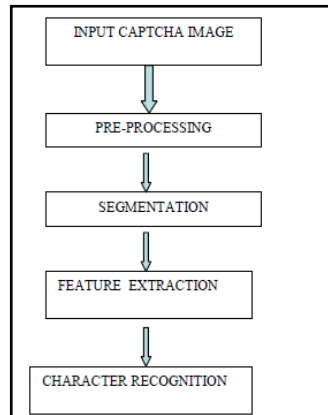 INPUT CAPTCHA IMAGE
PRE-PROCESSING
SEGMENTATION
FEATURE EXTRACTION
CHARACTER RECOGNITION